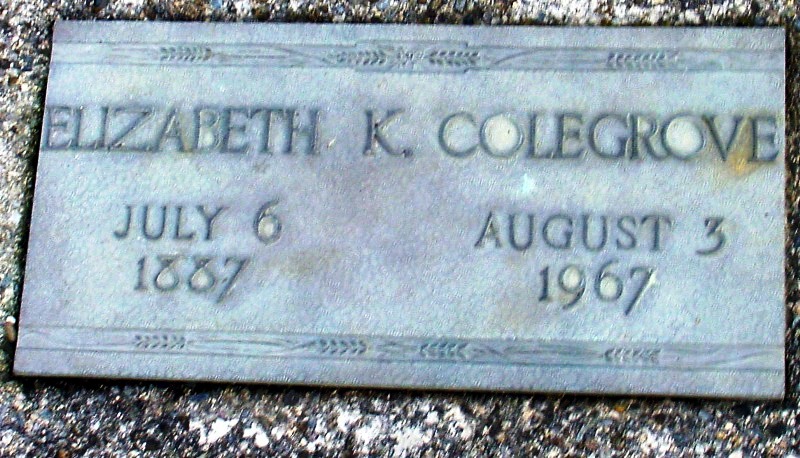 ELIZABETH K. COLEGROVE
JULY 6 AUGUST 3
1887 1967